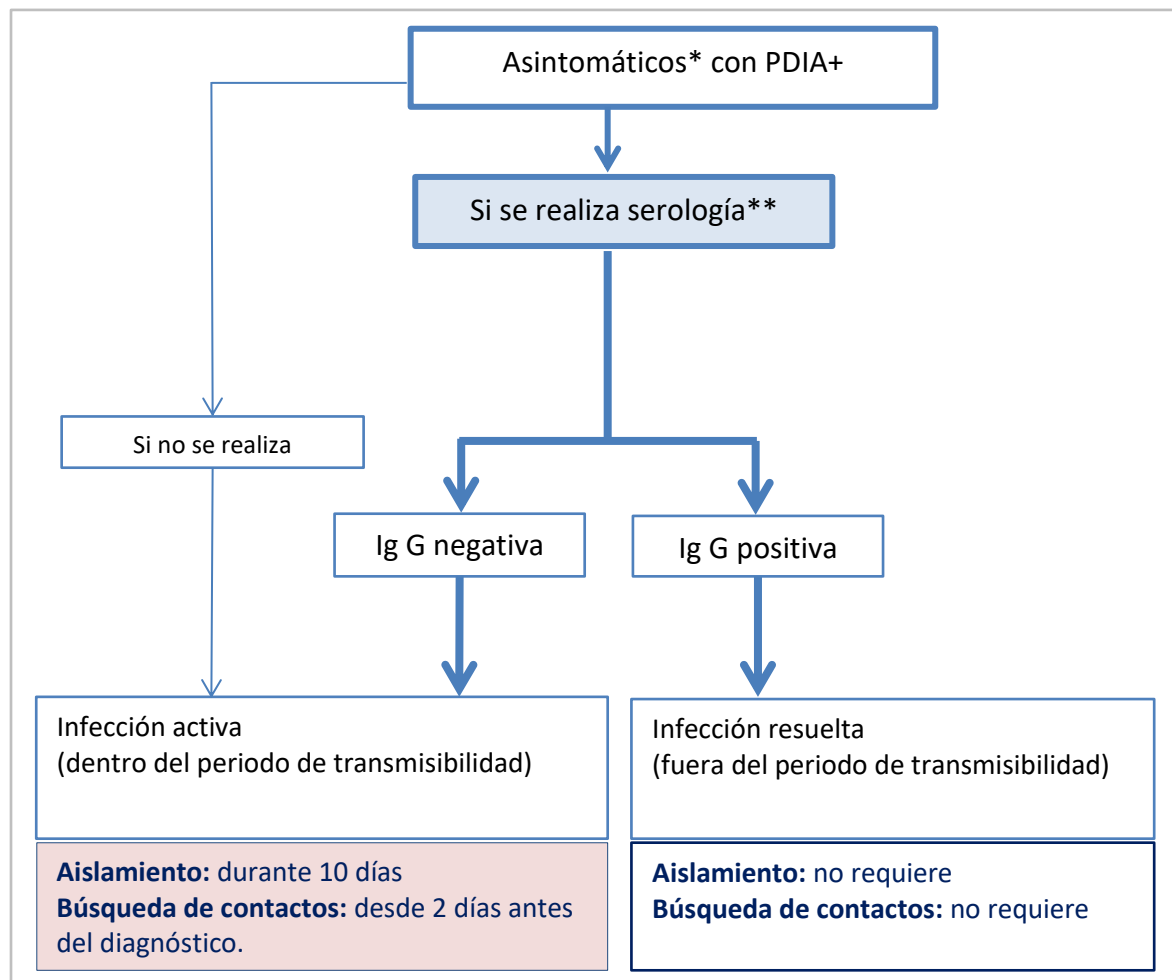 Asintomáticos* con PDIA+
Si se realiza serología**
Si no se realiza
Ig G negativa
Ig G positiva
Infección activa
(dentro del periodo de transmisibilidad)
Infección resuelta
(fuera del periodo de transmisibilidad)
Aislamiento: durante 10 días
Búsqueda de contactos: desde 2 días antes
del diagnóstico.
Aislamiento: no requiere
Búsqueda de contactos: no requiere